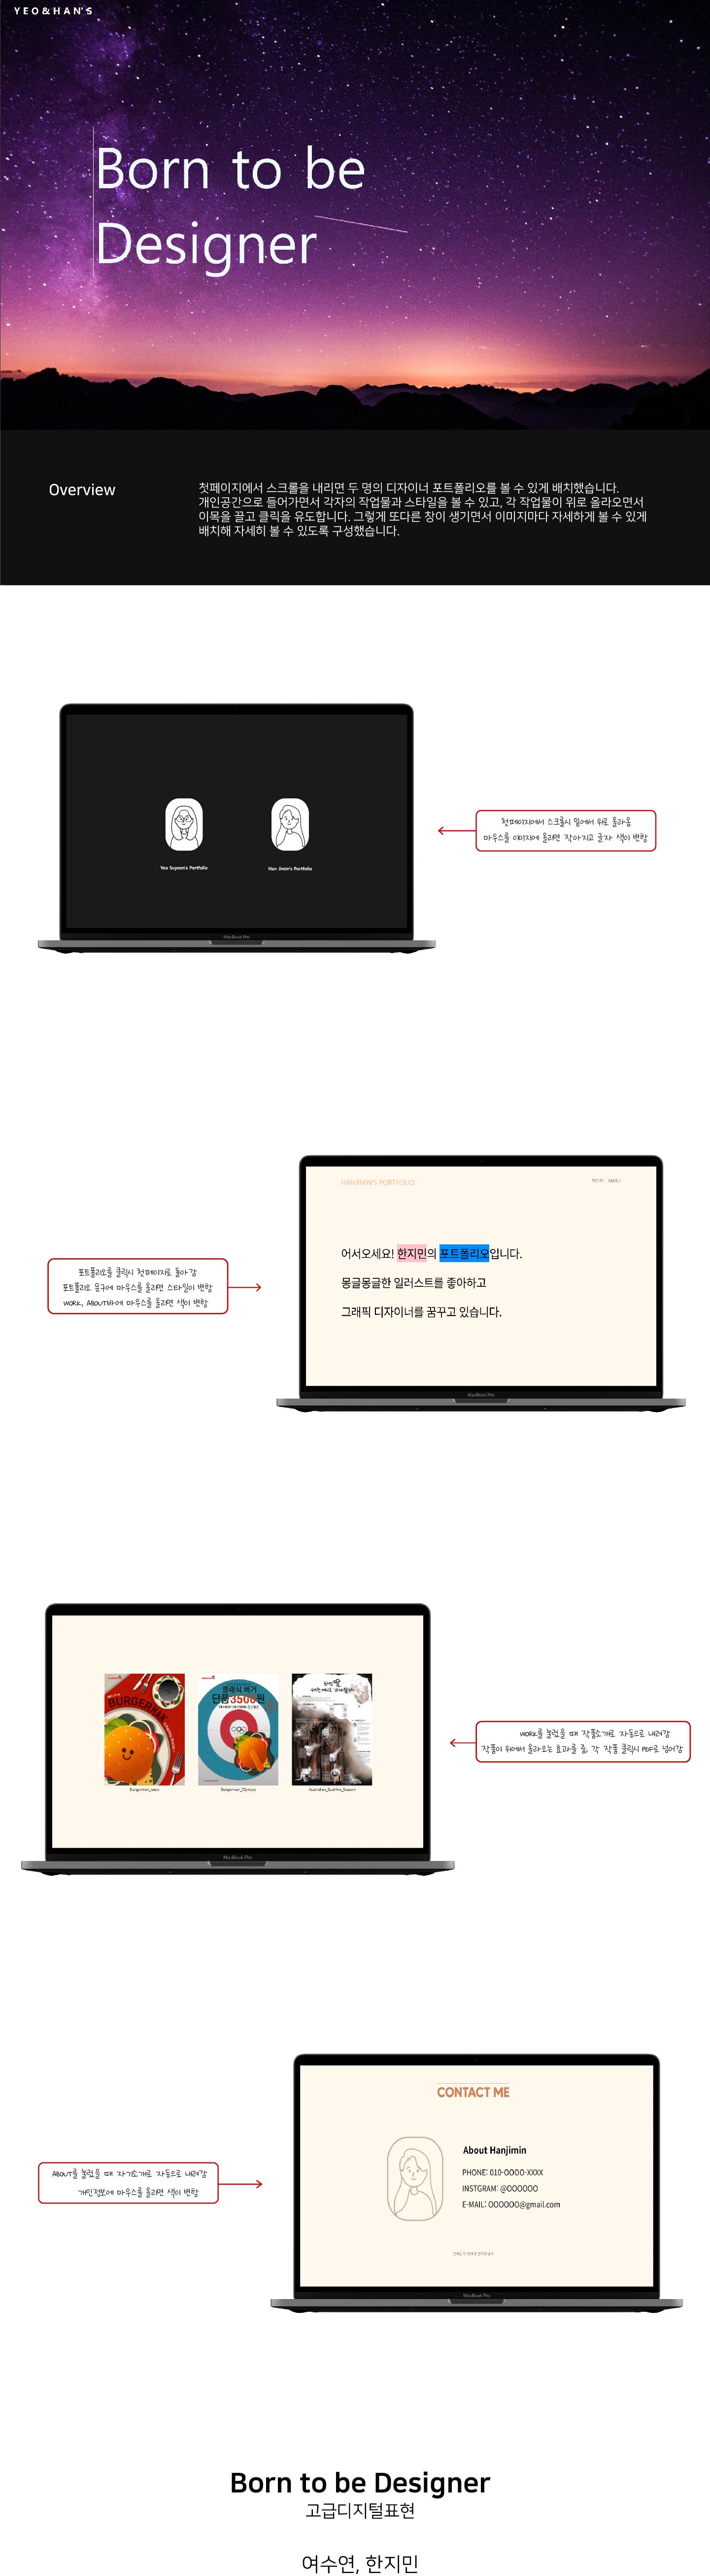 YEO&HAN'S
Born to be
Designer
Overview
첫페이지에서 스크롤을 내리면 두 명의 디자이너 포트폴리오를 볼 수 있게 배치했습니다.
개인공간으로 들어가면서 각자의 작업물과 스타일을 볼 수 있고, 각 작업물이 위로 올라오면서
이목을 끌고 클릭을 유도합니다. 그렇게 또다른 창이 생기면서 이미지마다 자세하게 볼 수 있게
배치해 자세히 볼 수 있도록 구성했습니다.
첫페이지에서 스크롤시 밑에서 위로 올라옴
마우스를 이미지에 올리면 작아지고 글자 색이 변함
Yeo Suyeon's Portfolio
Han Jimin's Portfolio
MacBook Pro
HANJIMIN'S PORTFOLIO
WORK ABOUT
어서오세요! 한지민의 포트폴리오입니다.
몽글몽글한 일러스트를 좋아하고
그래픽 디자이너를 꿈꾸고 있습니다.
포트폴리오를 클릭시 첫페이지로 돌아감
포트폴리오 문구에 마우스를 올리면 스타일이 변함
WORK, ABOUT바에 마우스를 올리면 색이 변함
MacBook Pro
BURGERMAN
클래식 버거
단품3500원
Burgerman_Olympic
WORK를 눌렀을 때 작품소개로 자동으로 내려감
작품이 위에서 올라오는 효과를 줌, 각 작품 클릭시 PDF로 넘어감
MacBook Pro
CONTACT ME
About Hanjimin
PHONE: 010-OOOO-XXXX
INSTGRAM: @OOOOOO
E-MAIL: OOOOOO@gmail.com
ABOUT를 눌렀을 때 자기소개로 자동으로 내려감
개인정보에 마우스를 올리면 색이 변함
MacBook Pro
Born to be Designer
고급디지털표현
여수연, 한지민